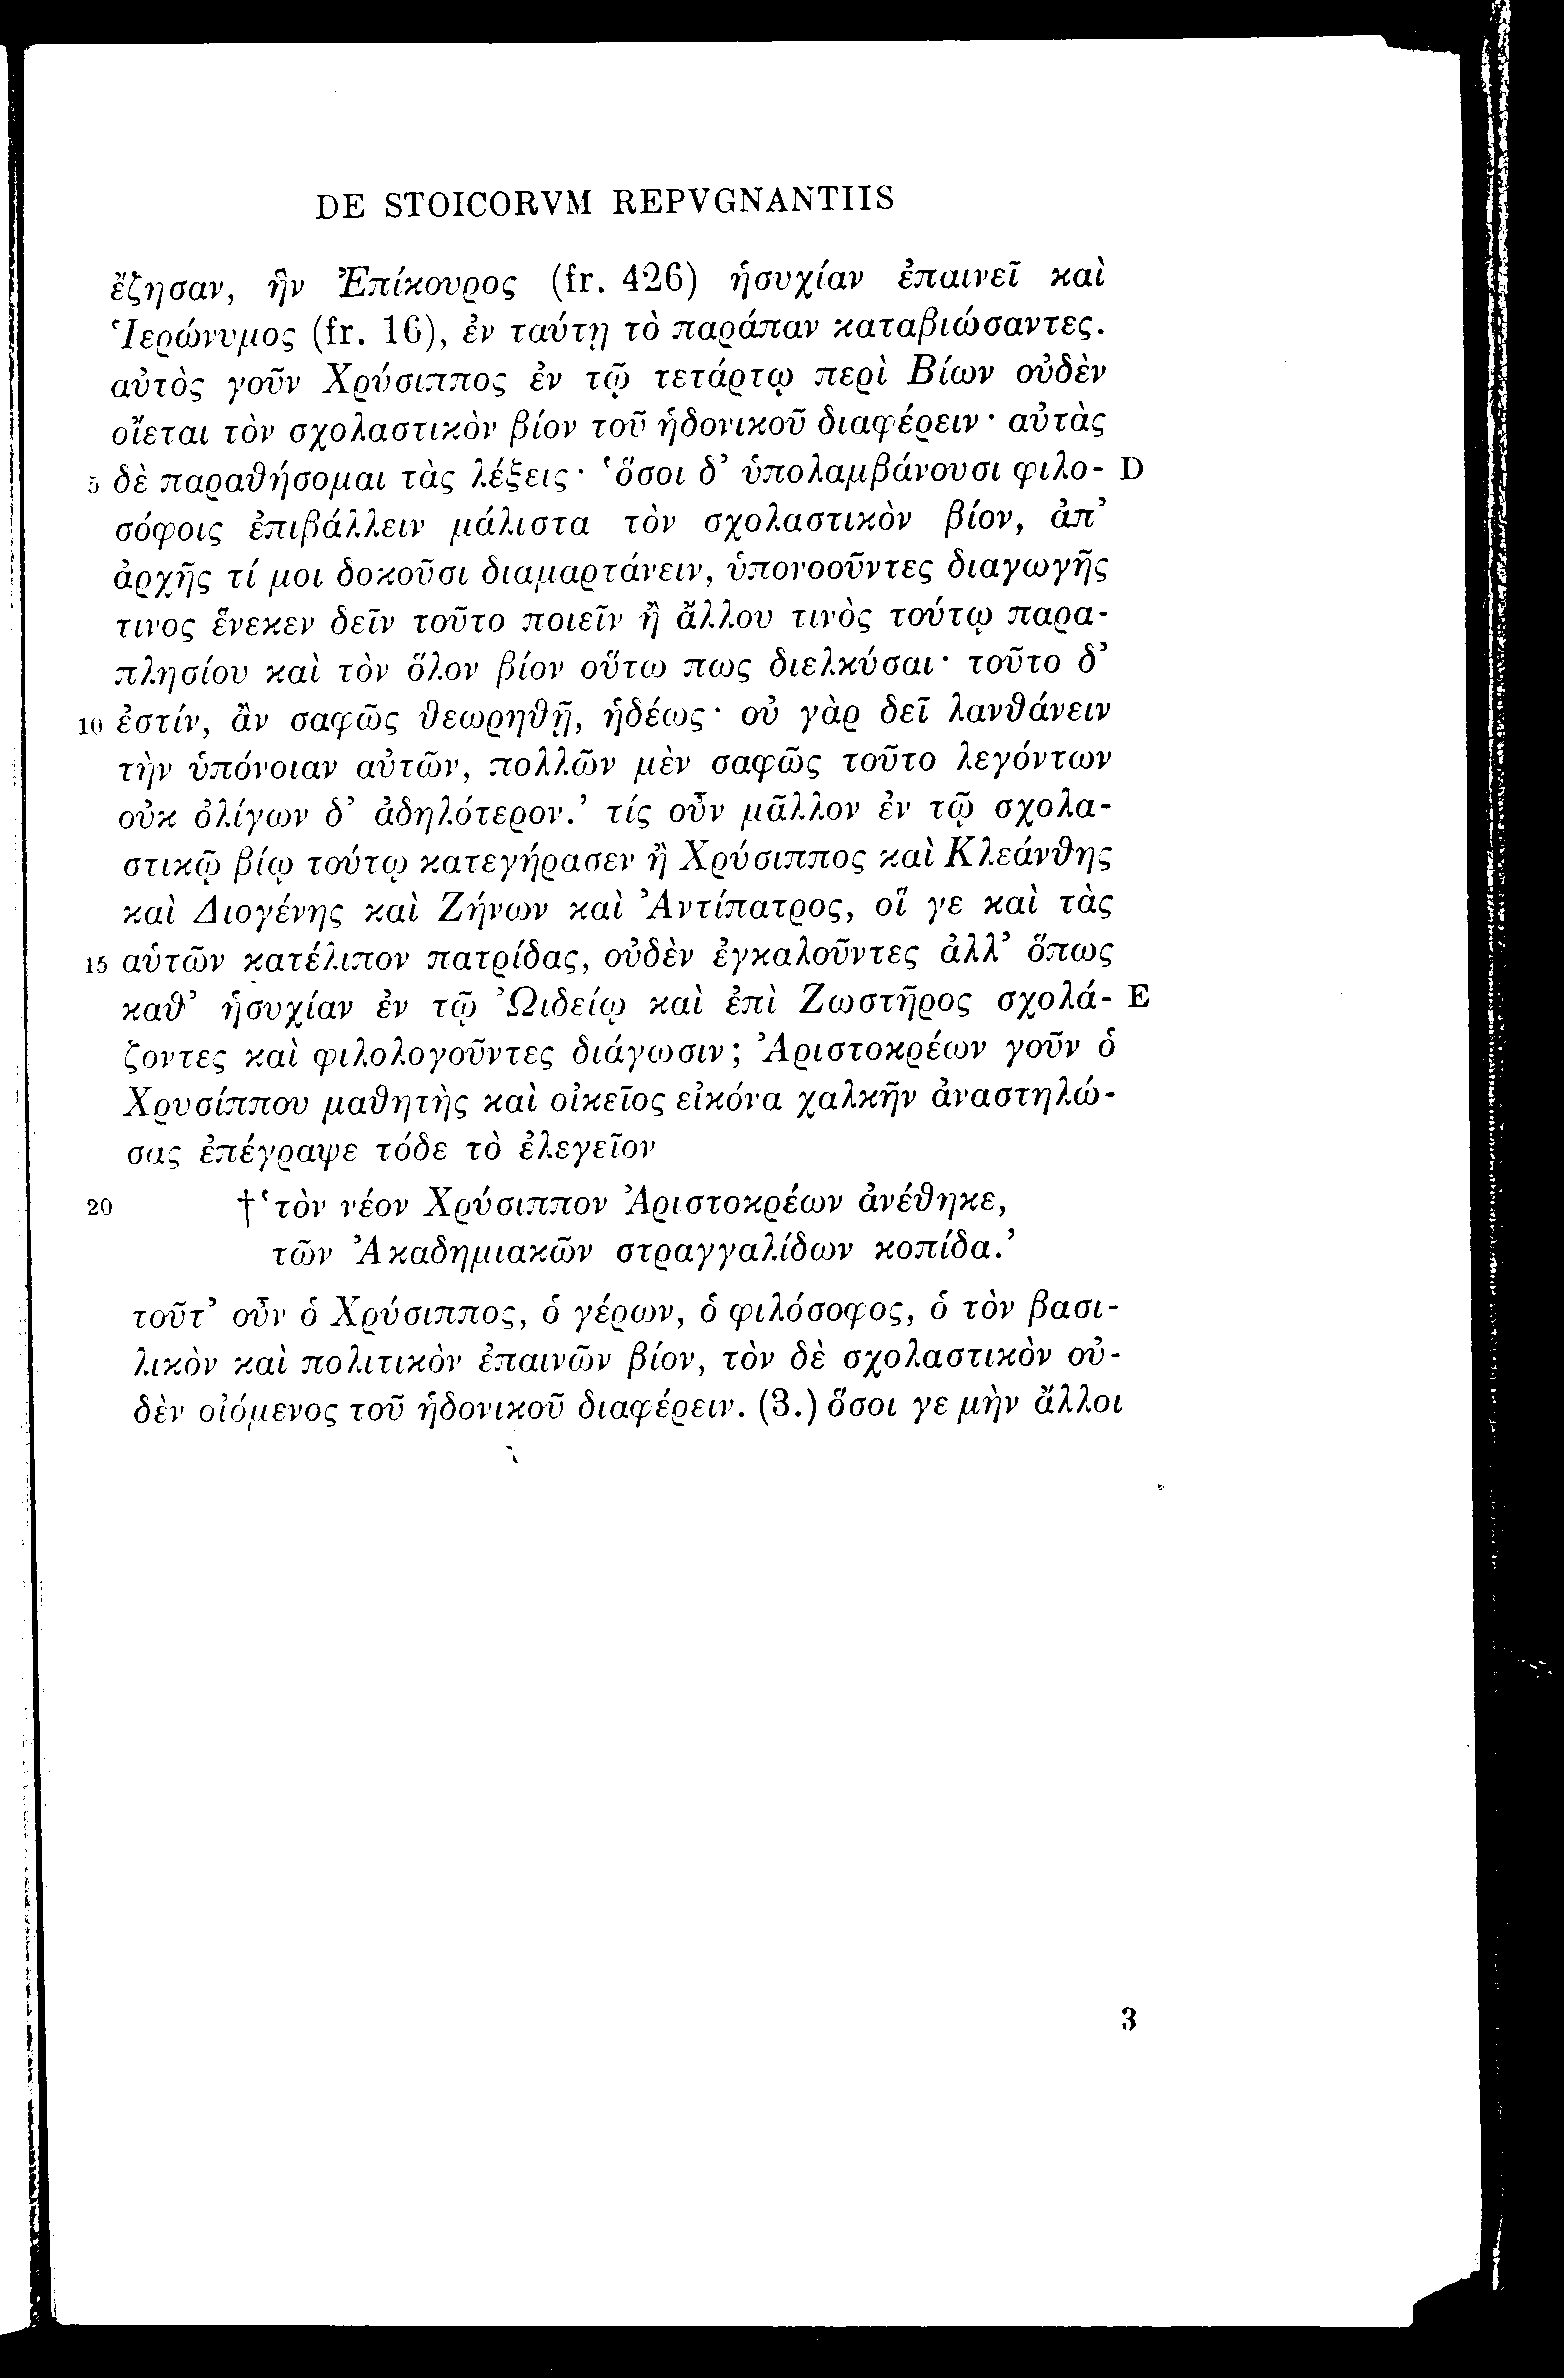 DE STOICORVM REPVGNANTIIS
ἔζησαν, ἣν Ἐπίκουρος (fr. 426) ἡσυχίαν ἐπαινεῖ καὶ
Ἱερώνυμος (fr. 16), ἐν ταύτῃ τὸ παράπαν καταβιώσαντες.
αὐτὸς γοῦν Χρύσιππος ἐν τῷ τετάρτῳ περὶ Βίων οὐδὲν
οἴεται τὸν σχολαστικὸν βίον τοῦ ἡδονικοῦ διαφέρειν· αὐτὰς
5 δὲ παραθήσομαι τὰς λέξεις· ‘ὅσοι δ’ ὑπολαμβάνουσι φιλο- D
σόφοις ἐπιβάλλειν μάλιστα τὸν σχολαστικὸν βίον, ἀπ’
ἀρχῆς τί μοι δοκοῦσι διαμαρτάνειν, ὑπονοοῦντες διαγωγῆς
τινος ἕνεκεν δεῖν τοῦτο ποιεῖν ἢ ἄλλου τινὸς τούτῳ παρα-
πλησίου καὶ τὸν ὅλον βίον οὕτω πως διελκύσαι· τοῦτο δ’
10 ἐστίν, ἂν σαφῶς θεωρηθῇ, ἡδέως· οὐ γὰρ δεῖ λανθάνειν
τὴν ὑπόνοιαν αὐτῶν, πολλῶν μὲν σαφῶς τοῦτο λεγόντων
οὐκ ὀλίγων δ’ ἀδηλότερον.’ τίς οὖν μᾶλλον ἐν τῷ σχολα-
στικῷ βίῳ τούτῳ κατεγήρασεν ἢ Χρύσιππος καὶ Κλεάνθης
καὶ Διογένης καὶ Ζήνων καὶ Ἀντίπατρος, οἵ γε καὶ τὰς
15 αὑτῶν κατέλιπον πατρίδας, οὐδὲν ἐγκαλοῦντες ἀλλ’ ὅπως
καθ’ ἡσυχίαν ἐν τῷ Ὠιδείῳ καὶ ἐπὶ Ζωστῆρος σχολά- E
ζοντες καὶ φιλολογοῦντες διάγωσιν; Ἀριστοκρέων γοῦν ὁ
Χρυσίππου μαθητὴς καὶ οἰκεῖος εἰκόνα χαλκῆν ἀναστηλώ-
σας ἐπέγραψε τόδε τὸ ἐλεγεῖον
20 †‘τὸν νέον Χρύσιππον Ἀριστοκρέων ἀνέθηκε,
τῶν Ἀκαδημιακῶν στραγγαλίδων κοπίδα.’
τοῦτ’ οὖν ὁ Χρύσιππος, ὁ γέρων, ὁ φιλόσοφος, ὁ τὸν βασι-
λικὸν καὶ πολιτικὸν ἐπαινῶν βίον, τὸν δὲ σχολαστικὸν οὐ-
δὲν οἰόμενος τοῦ ἡδονικοῦ διαφέρειν. (3.) ὅσοι γε μὴν ἄλλοι
3